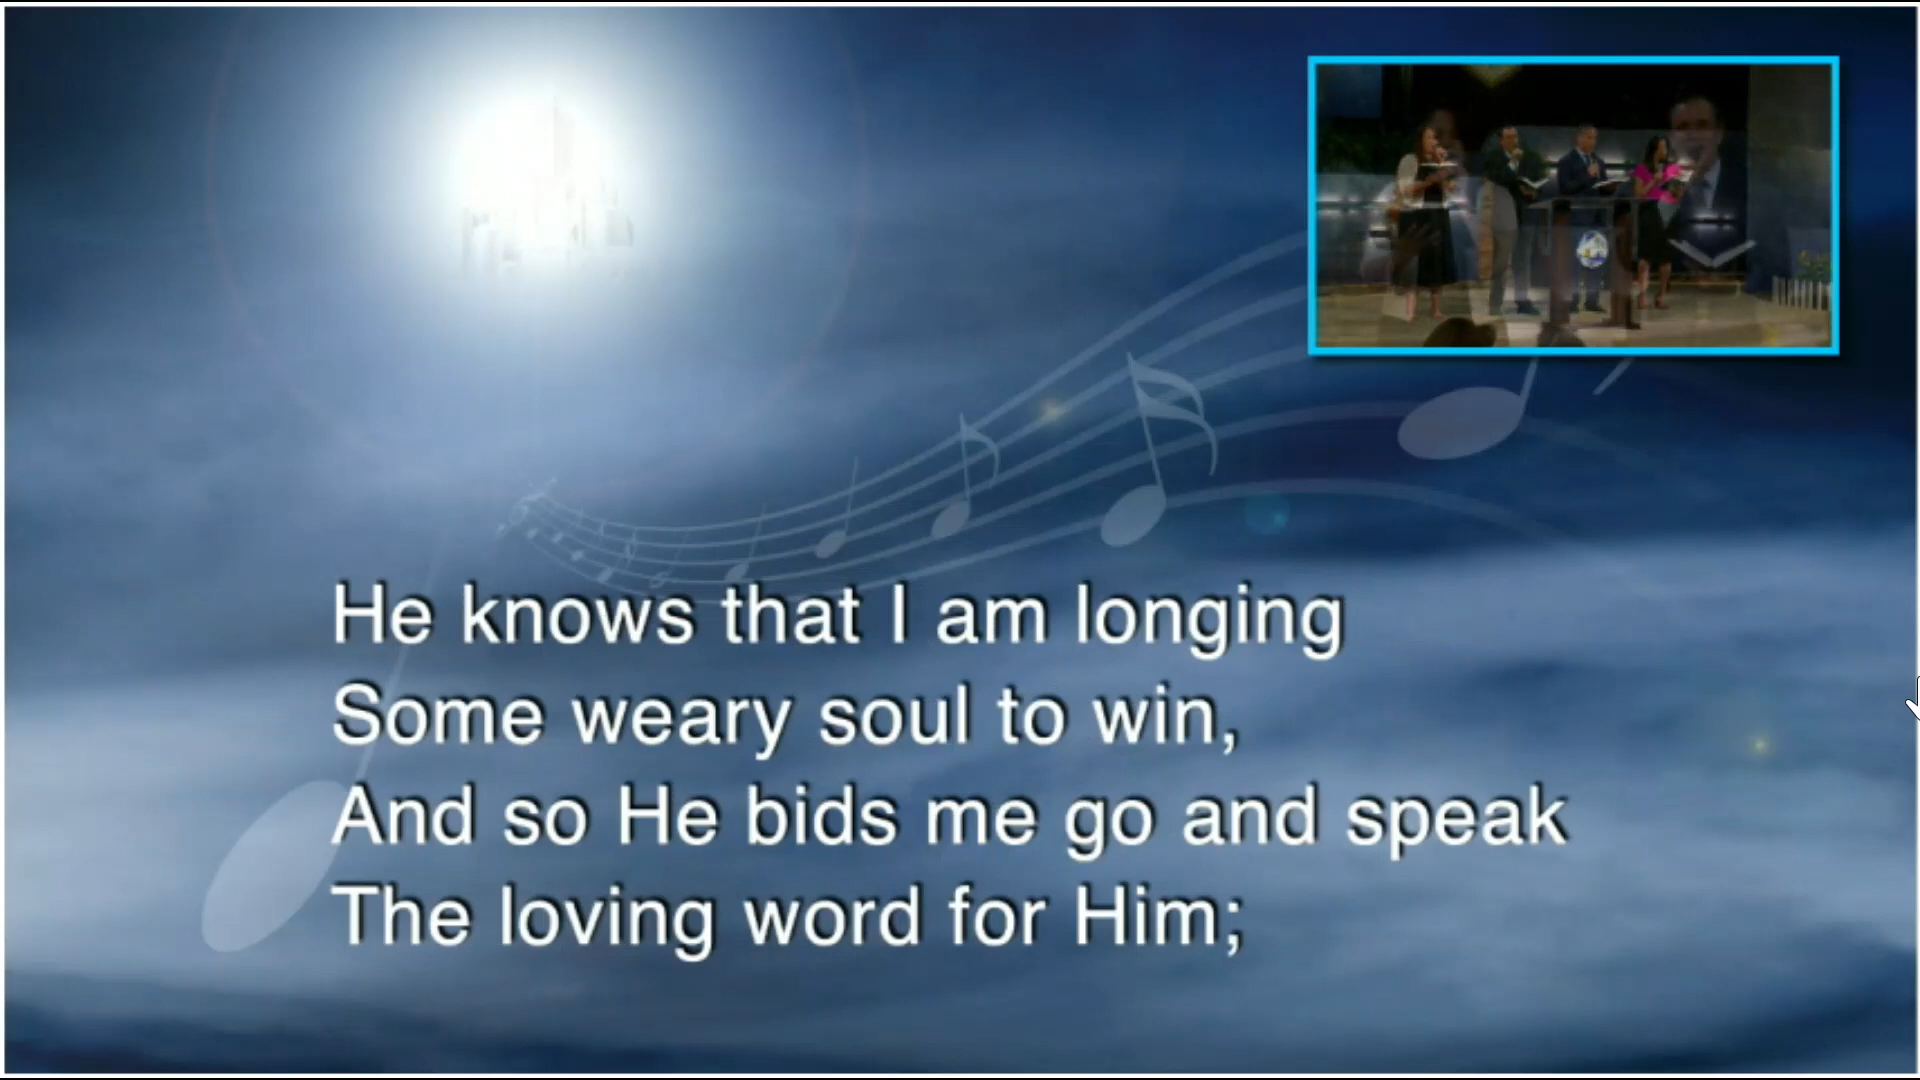 He knows that I am longing
Some weary soul to win,
And so He bids me go and speak
The loving word for Him;